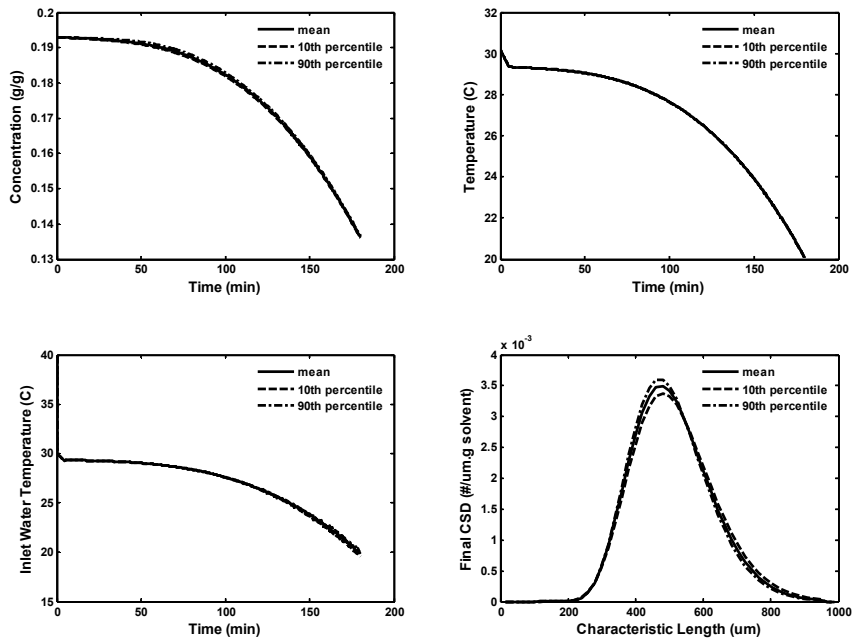 0.2
0.19
0.18
0.17
0.16
0.15
0.14
0.13
Concentration (g/g)
0
50
100
150
200
Time (min)
mean
10th percentile
90th percentile
32
30
28
26
24
22
20
Temperature (C)
0
50
100
150
200
Time (min)
mean
10th percentile
90th percentile
40
35
30
25
20
15
Inlet Water Temperature (C)
0
50
100
150
200
Time (min)
mean
10th percentile
90th percentile
x 10⁻³
4
3.5
3
2.5
2
1.5
1
0.5
0
Final CSD (#/um.g solvent)
0
200
400
600
800
1000
Characteristic Length (um)
mean
10th percentile
90th percentile